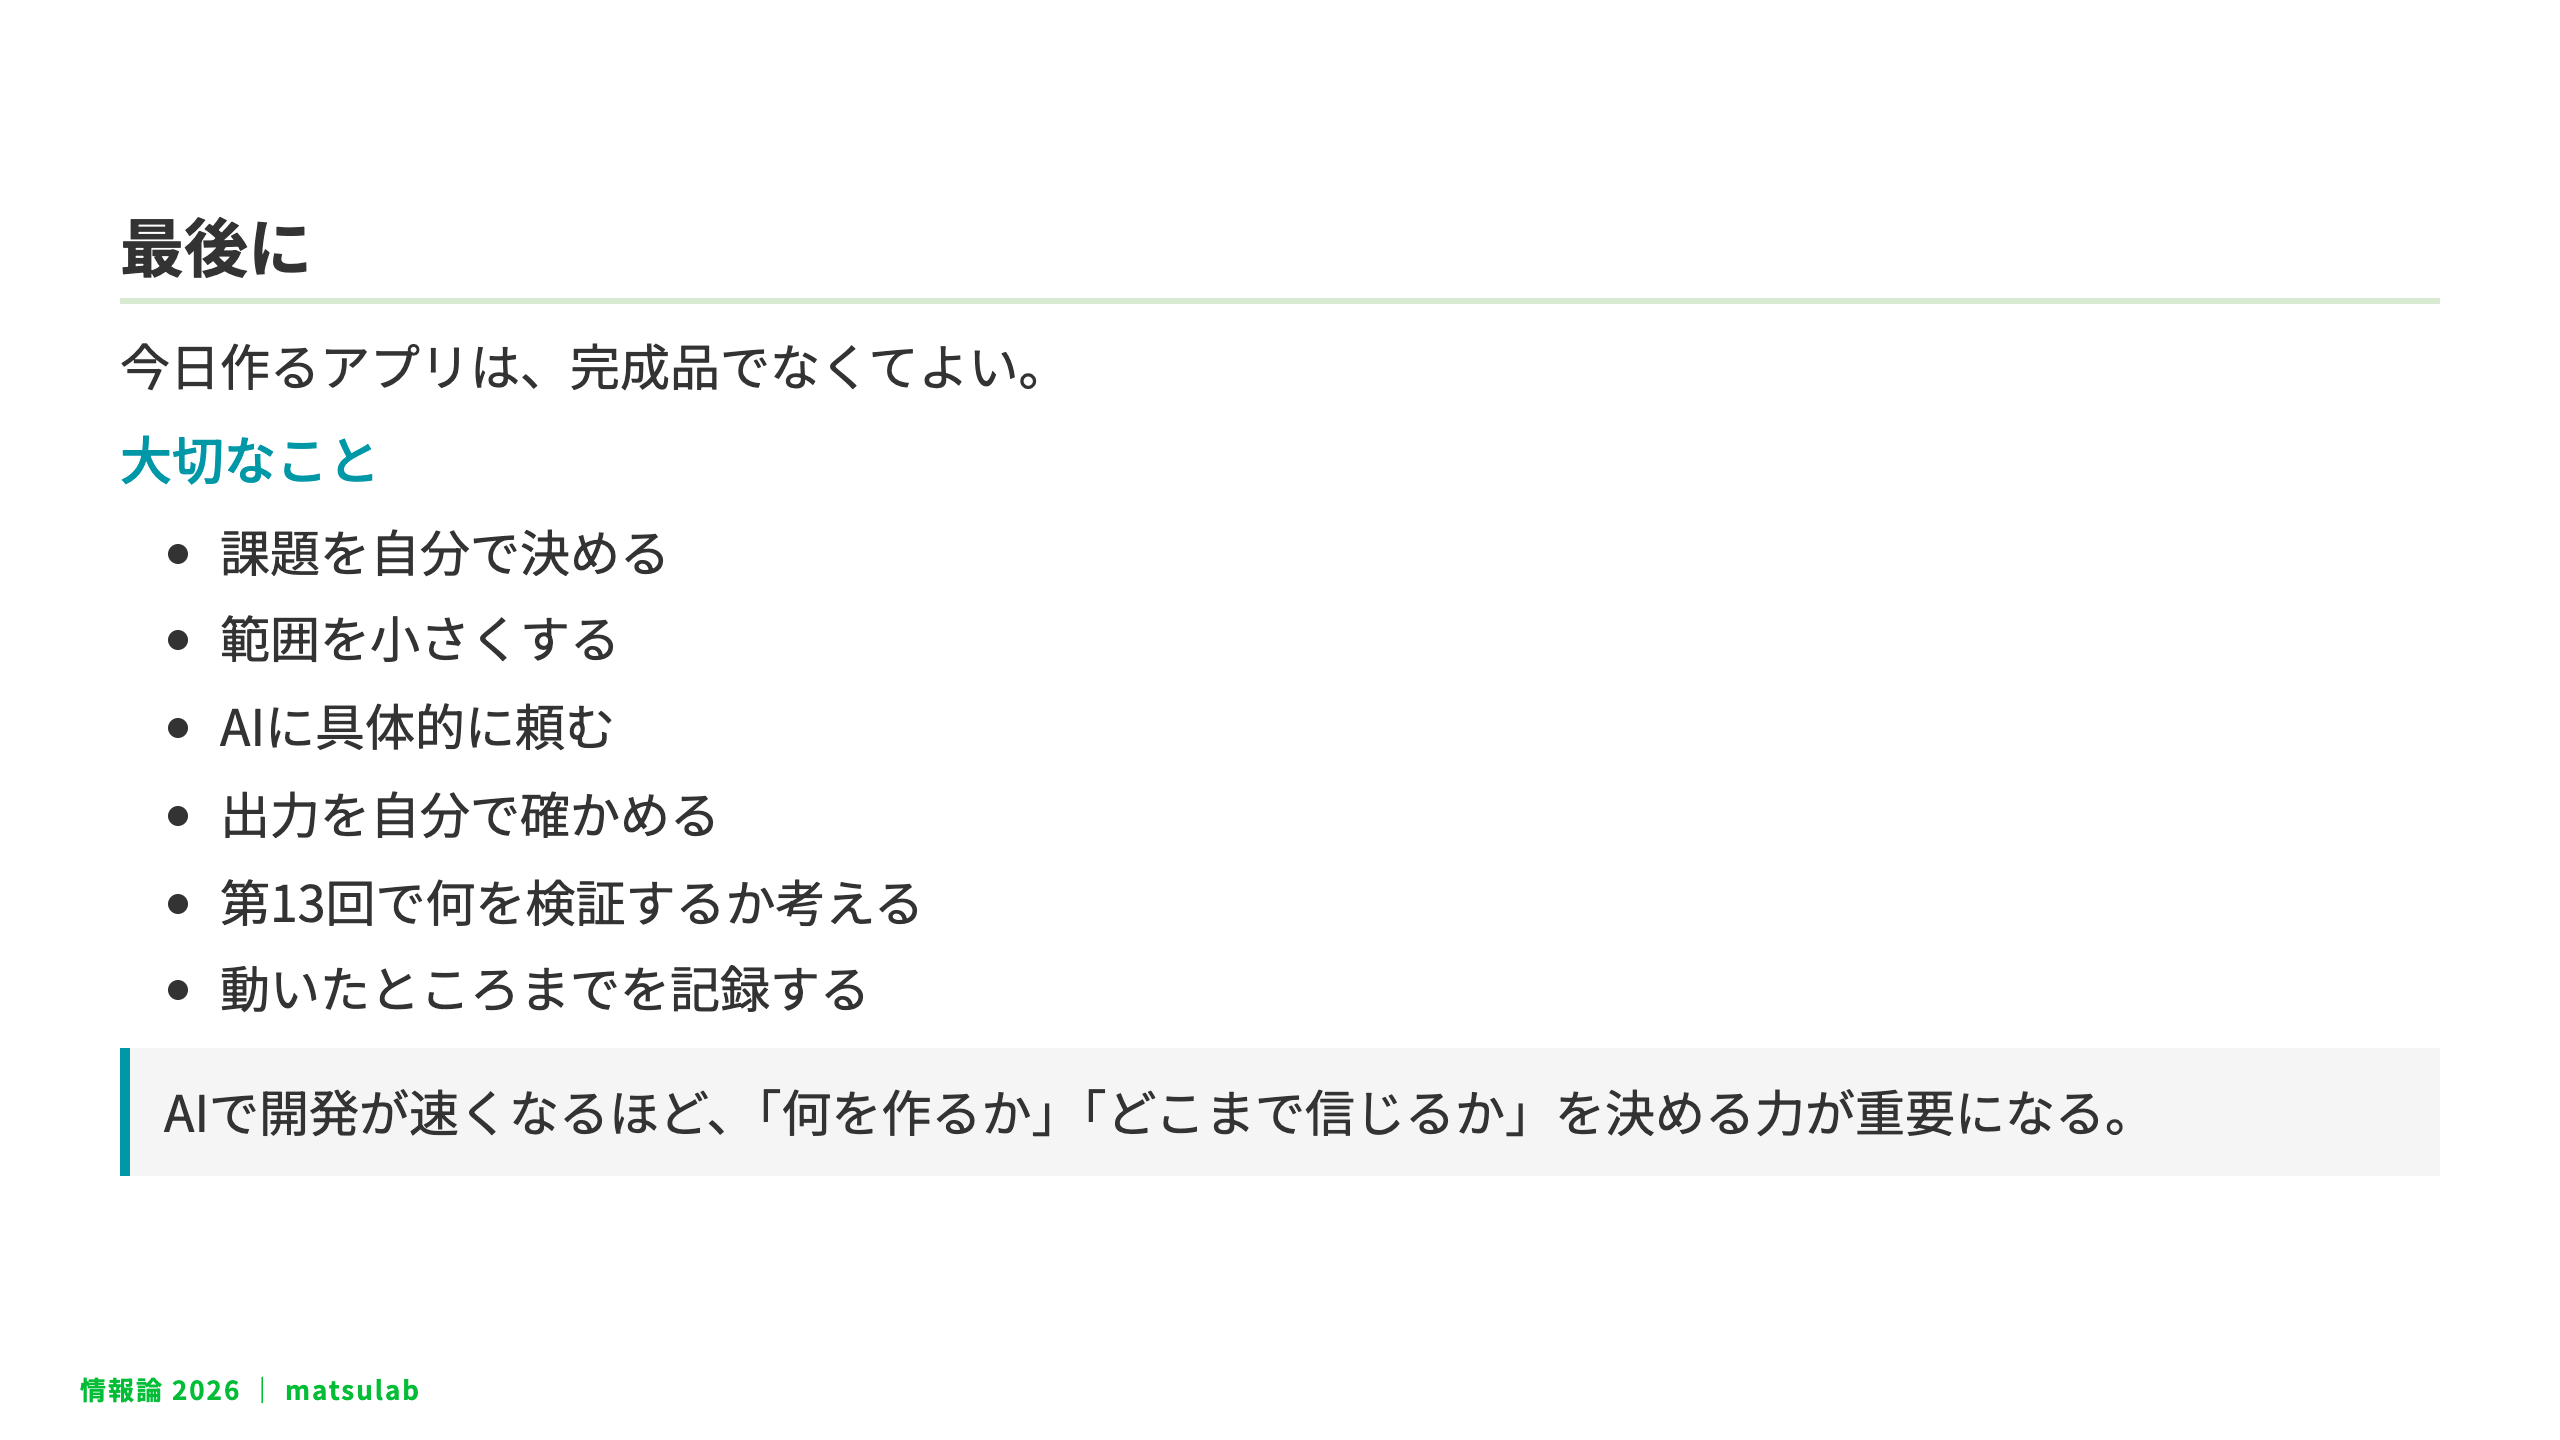 最後に
今日作るアプリは、完成品でなくてよい。
大切なこと
• 課題を自分で決める
• 範囲を小さくする
• AIに具体的に頼む
• 出力を自分で確かめる
• 第13回で何を検証するか考える
• 動いたところまでを記録する
AIで開発が速くなるほど、「何を作るか」「どこまで信じるか」を決める力が重要になる。
情報論 2026 ｜ matsulab